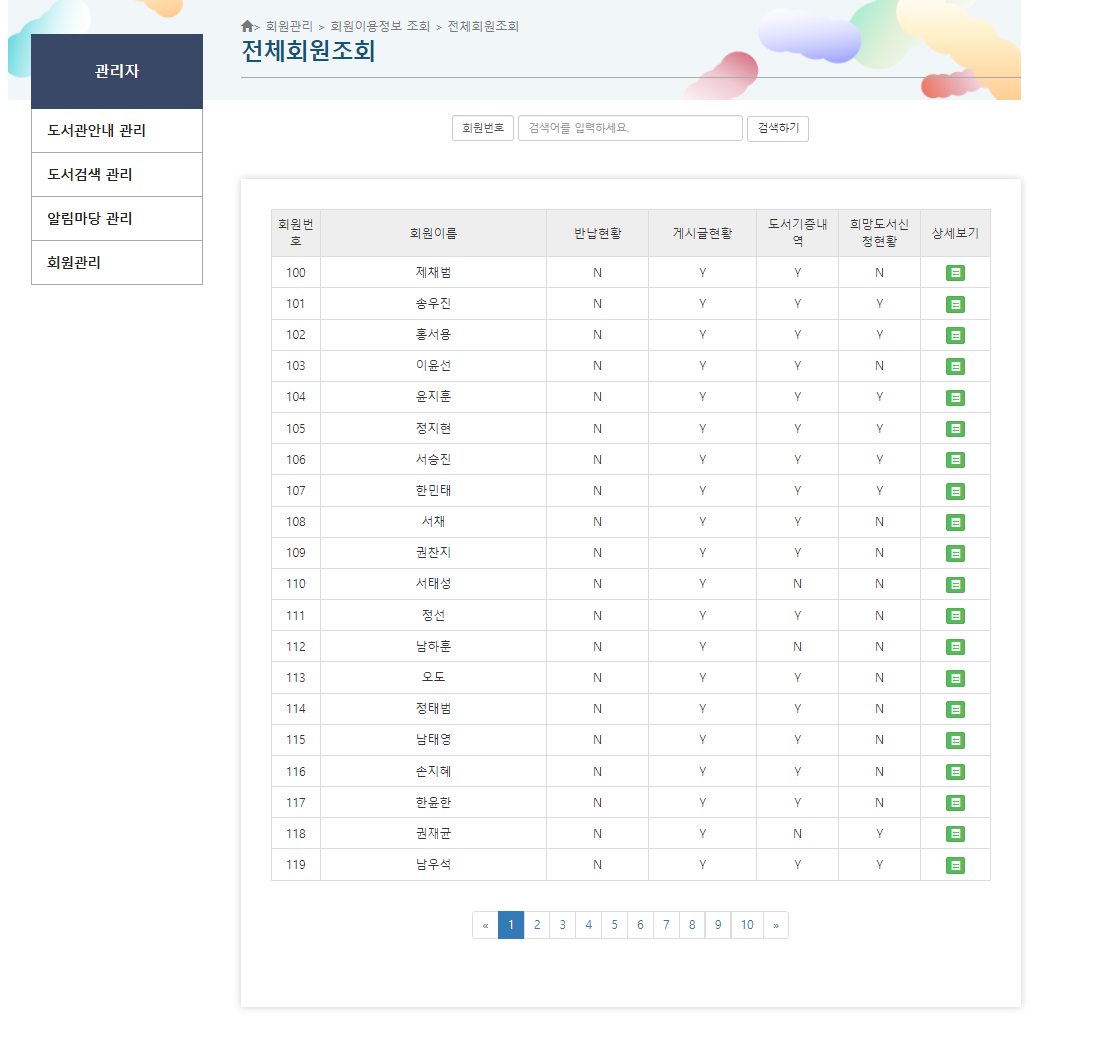 > 회원관리 > 회원이용정보 조회 > 전체회원조회
전체회원조회
관리자
도서관안내 관리
도서검색 관리
알림마당 관리
회원관리
회원번호 검색어를 입력하세요. 검색하기
회원번호 회원이름 반납현황 게시글현황 도서기증내역 희망도서신청현황 상세보기
100 제채범 N Y Y N
101 송우진 N Y Y Y
102 홍서용 N Y Y Y
103 이윤선 N Y Y N
104 윤지훈 N Y Y Y
105 정지현 N Y Y Y
106 서승진 N Y Y Y
107 한민태 N Y Y Y
108 서채 N Y Y N
109 권찬지 N Y Y N
110 서태성 N Y N N
111 정선 N Y Y N
112 남하훈 N Y N N
113 오도 N Y Y N
114 정태범 N Y Y N
115 남태영 N Y Y N
116 손지혜 N Y Y N
117 한윤한 N Y Y N
118 권재균 N Y N Y
119 남우석 N Y Y Y
« 1 2 3 4 5 6 7 8 9 10 »